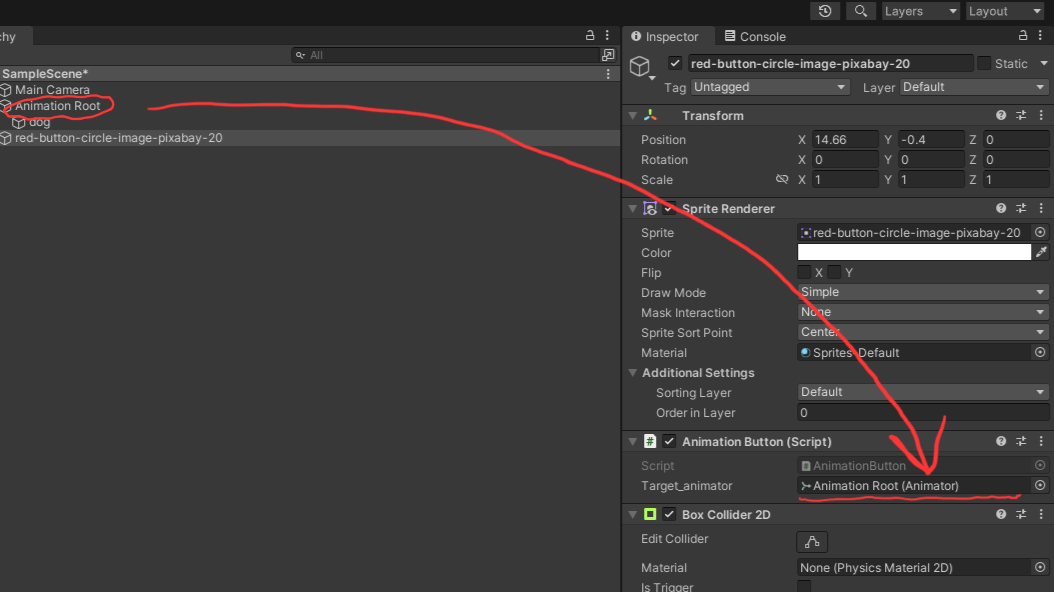 Layers
Layout
chy
All
SampleScene*
Main Camera
Animation Root
dog
red-button-circle-image-pixabay-20
Inspector
Console
red-button-circle-image-pixabay-20
Static
Tag Untagged
Layer Default
Transform
Position X 14.66 Y -0.4 Z 0
Rotation X 0 Y 0 Z 0
Scale X 1 Y 1 Z 1
Sprite Renderer
Sprite red-button-circle-image-pixabay-20
Color
Flip X Y
Draw Mode Simple
Mask Interaction None
Sprite Sort Point Center
Material Sprites-Default
Additional Settings
Sorting Layer Default
Order in Layer 0
# Animation Button (Script)
Script # AnimationButton
Target_animator Animation Root (Animator)
Box Collider 2D
Edit Collider
Material None (Physics Material 2D)
Is Trigger